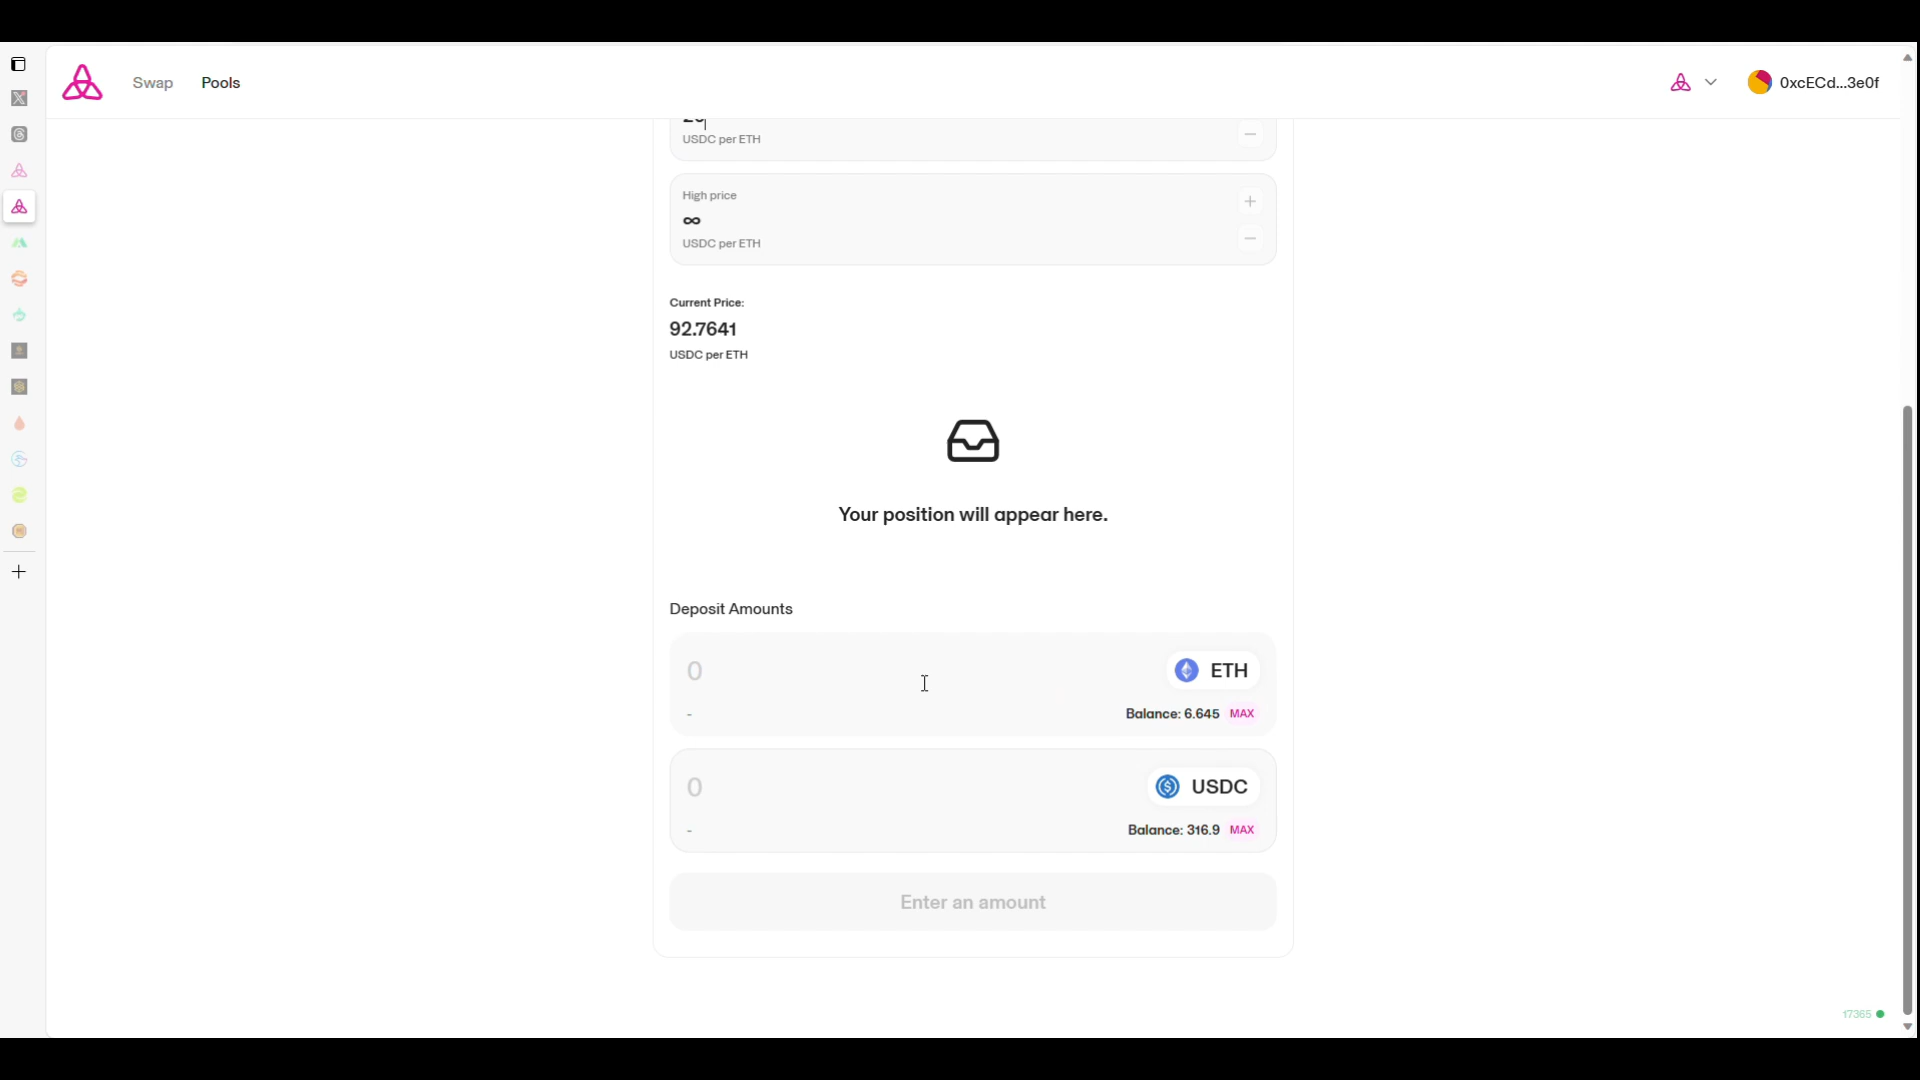 Swap
Pools
0xcECd...3e0f
USDC per ETH
High price
∞
USDC per ETH
Current Price:
92.7641
USDC per ETH
Your position will appear here.
Deposit Amounts
0
ETH
-
Balance: 6.645 MAX
0
USDC
-
Balance: 316.9 MAX
Enter an amount
17365